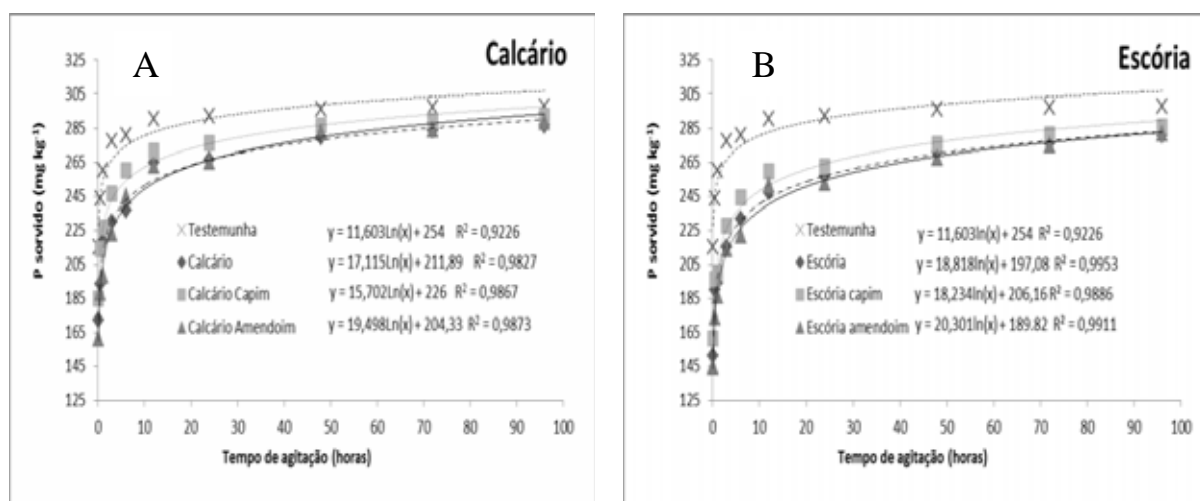 A
Calcário
P sorvido (mg kg⁻¹)
325
305
285
265
245
225
205
185
165
145
125
Testemunha y = 11,603Ln(x) + 254 R² = 0,9226
Calcário y = 17,115Ln(x) + 211,89 R² = 0,9827
Calcário Capim y = 15,702Ln(x) + 226 R² = 0,9867
Calcário Amendoim y = 19,498Ln(x) + 204,33 R² = 0,9873
0 10 20 30 40 50 60 70 80 90 100
Tempo de agitação (horas)
B
Escória
P sorvido (mg kg⁻¹)
325
305
285
265
245
225
205
185
165
145
125
Testemunha y = 11,603ln(x) + 254 R² = 0,9226
Escória y = 18,818ln(x) + 197,08 R² = 0,9953
Escória capim y = 18,234ln(x) + 206,16 R² = 0,9886
Escória amendoim y = 20,301ln(x) + 189.82 R² = 0,9911
0 10 20 30 40 50 60 70 80 90 100
Tempo de agitação (horas)